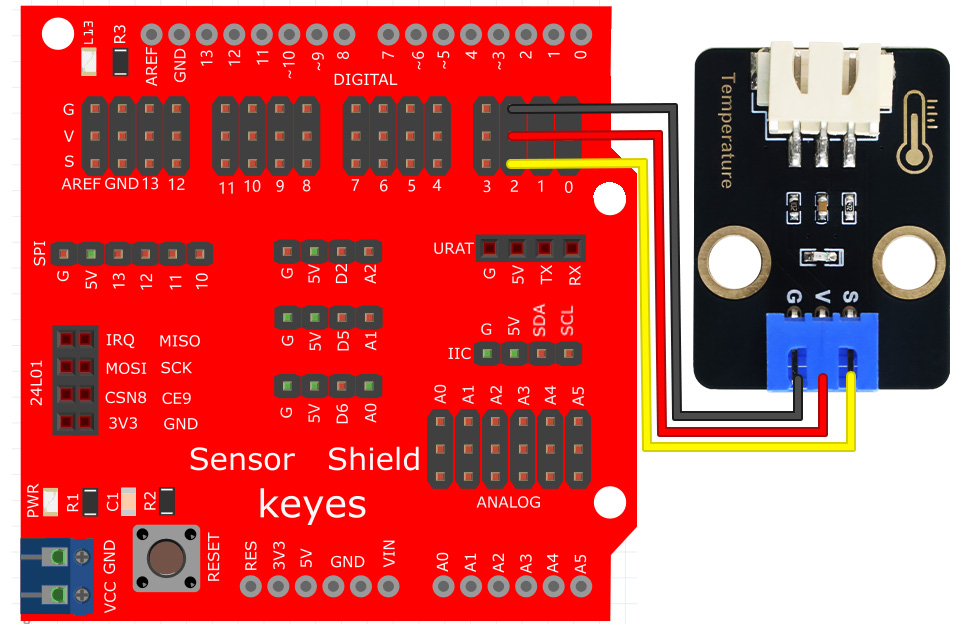 L13
R3
AREF
GND
13
12
11
~10
~9
8
7
~6
~5
4
~3
2
1
0
DIGITAL
G
V
S
AREF GND 13 12
11 10 9 8
7 6 5 4
3 2 1 0
SPI
G
5V
13
12
11
10
G
5V
D2
A2
URAT
G
5V
TX
RX
G
5V
D5
A1
IIC
G
5V
SDA
SCL
24L01
IRQ MISO
MOSI SCK
CSN8 CE9
3V3 GND
G
5V
D6
A0
A0
A1
A2
A3
A4
A5
ANALOG
Sensor Shield
keyes
PWR
R1
C1
R2
GND
VCC
RESET
RES
3V3
5V
GND
VIN
A0
A1
A2
A3
A4
A5
Temperature
G
V
S